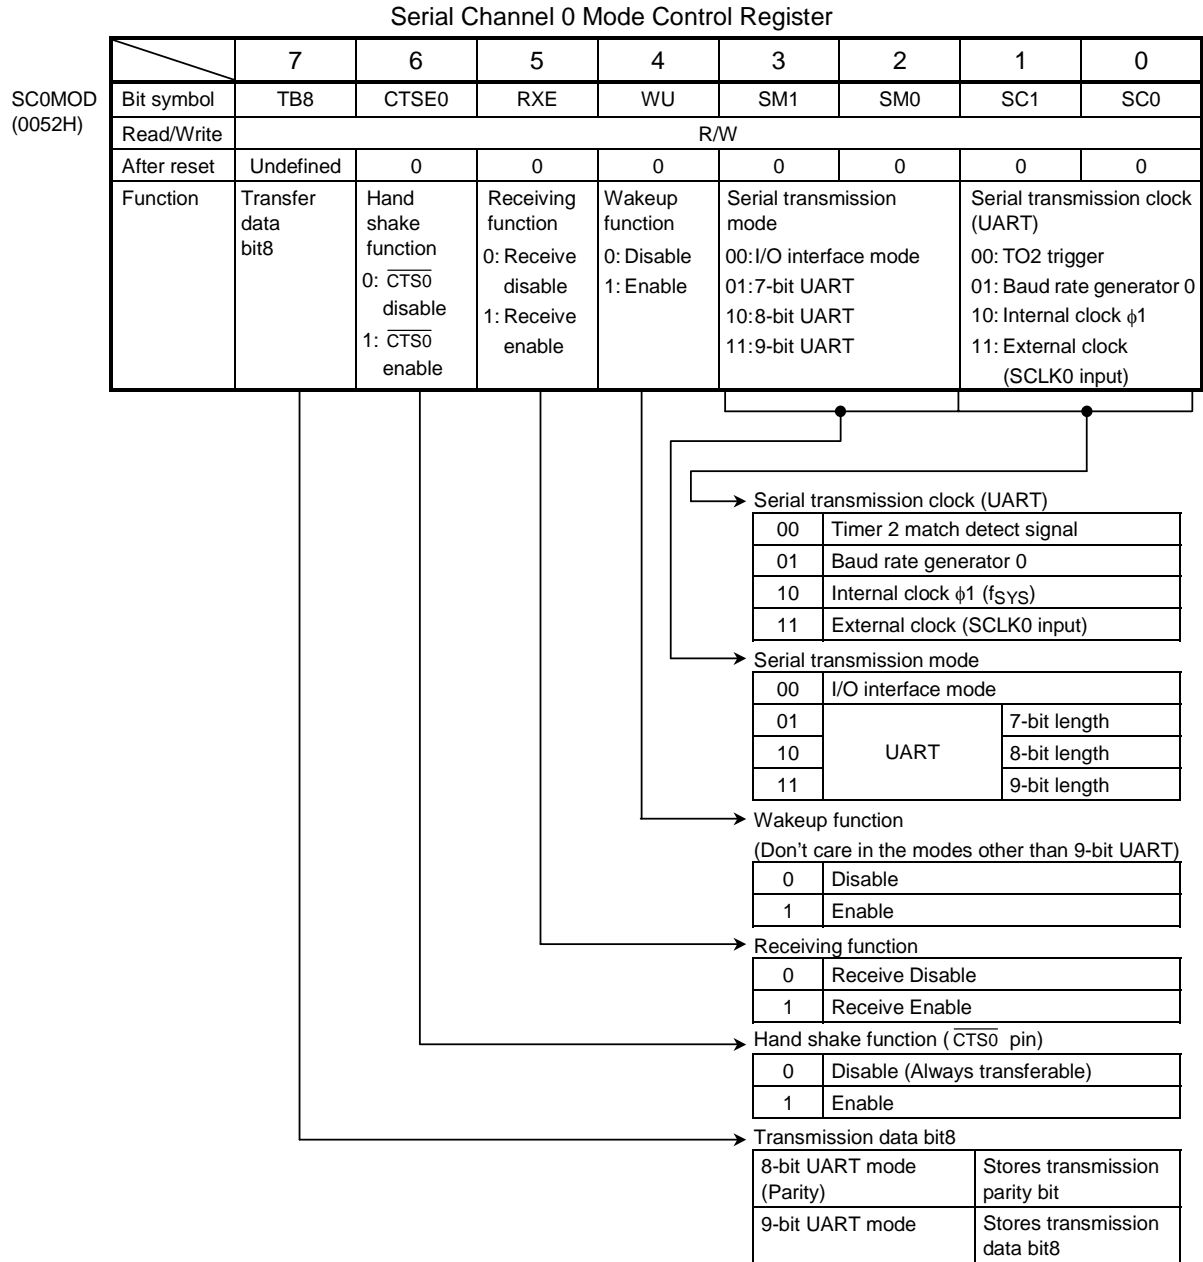 Serial Channel 0 Mode Control Register
7 6 5 4 3 2 1 0
SC0MOD
(0052H)
Bit symbol TB8 CTSE0 RXE WU SM1 SM0 SC1 SC0
Read/Write R/W
After reset Undefined 0 0 0 0 0 0 0
Function
Transfer
data
bit8
Hand
shake
function
0: CTS0
disable
1: CTS0
enable
Receiving
function
0: Receive
disable
1: Receive
enable
Wakeup
function
0: Disable
1: Enable
Serial transmission
mode
00: I/O interface mode
01: 7-bit UART
10: 8-bit UART
11: 9-bit UART
Serial transmission clock
(UART)
00: TO2 trigger
01: Baud rate generator 0
10: Internal clock ϕ1
11: External clock
(SCLK0 input)
Serial transmission clock (UART)
00 Timer 2 match detect signal
01 Baud rate generator 0
10 Internal clock ϕ1 (fSYS)
11 External clock (SCLK0 input)
Serial transmission mode
00 I/O interface mode
01 7-bit length
10 UART 8-bit length
11 9-bit length
Wakeup function
(Don't care in the modes other than 9-bit UART)
0 Disable
1 Enable
Receiving function
0 Receive Disable
1 Receive Enable
Hand shake function ( CTS0 pin)
0 Disable (Always transferable)
1 Enable
Transmission data bit8
8-bit UART mode
(Parity)
Stores transmission
parity bit
9-bit UART mode
Stores transmission
data bit8